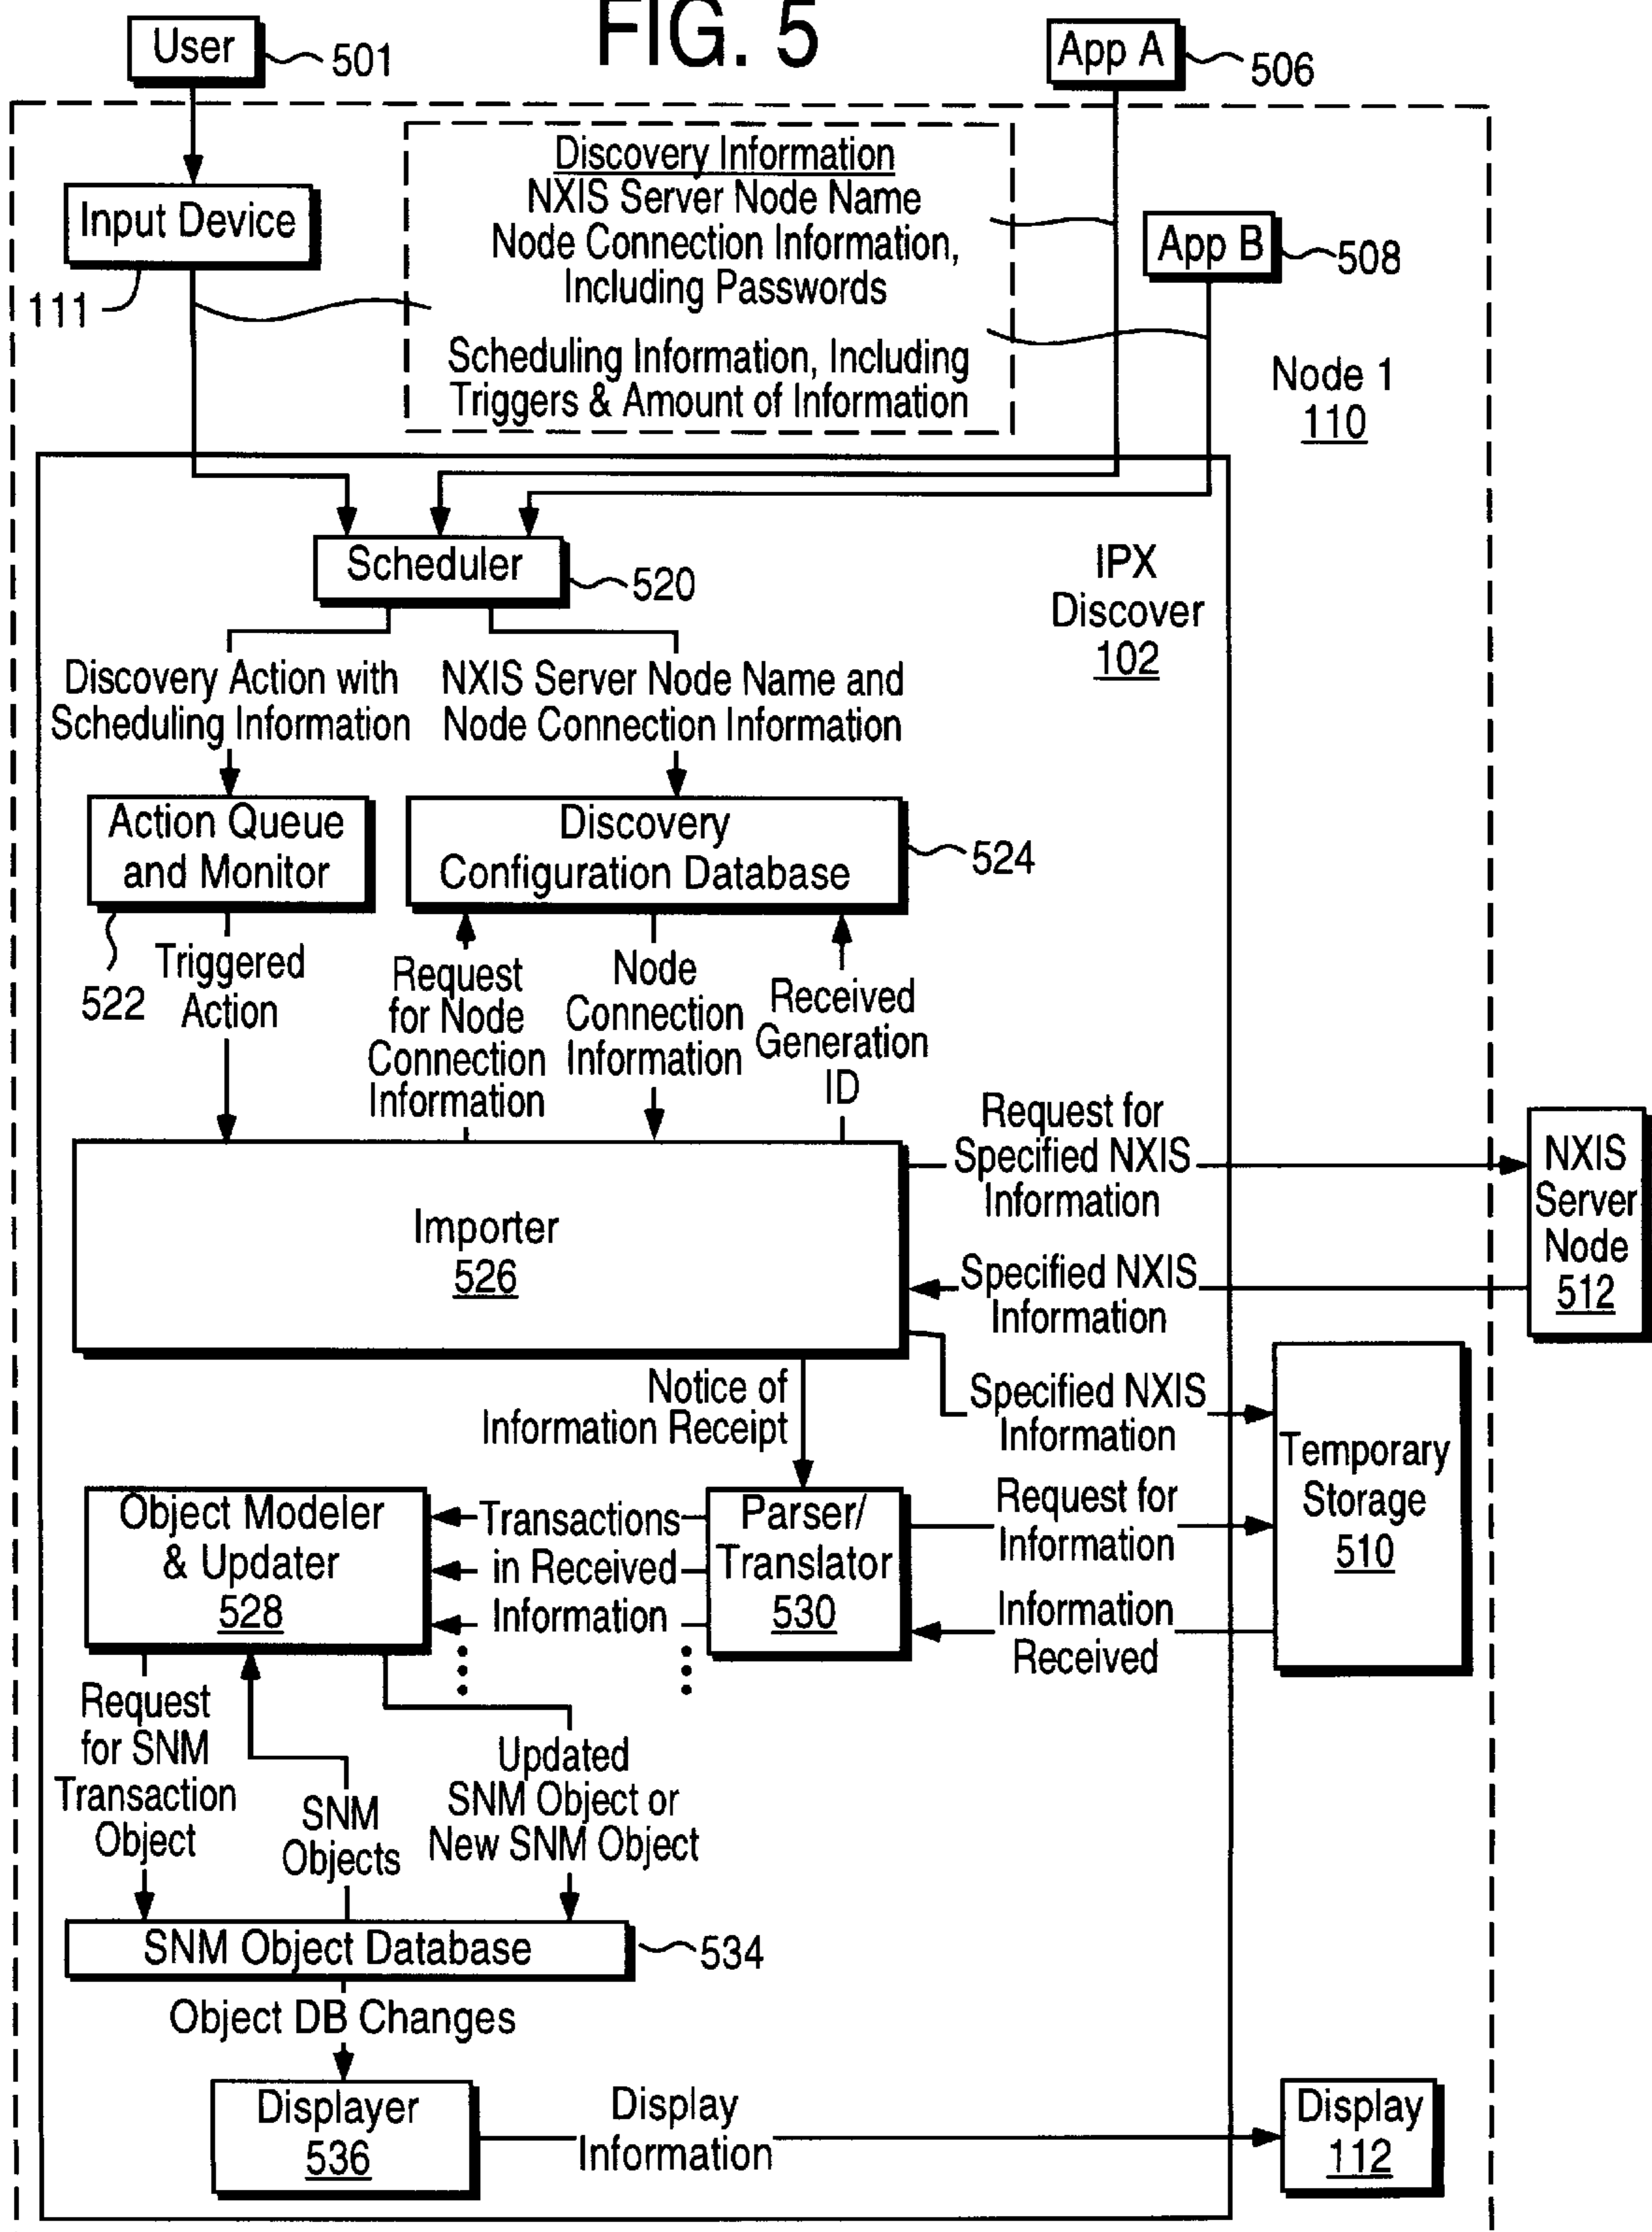 FIG. 5
User
501
App A
506
Discovery Information
NXIS Server Node Name
Node Connection Information,
Including Passwords
Scheduling Information, Including
Triggers & Amount of Information
Input Device
111
App B
508
Node 1
110
Scheduler
520
IPX
Discover
102
Discovery Action with
Scheduling Information
NXIS Server Node Name and
Node Connection Information
Action Queue
and Monitor
522
Discovery
Configuration Database
524
Triggered
Action
Request
for Node
Connection
Information
Node
Connection
Information
Received
Generation
ID
Importer
526
Request for
Specified NXIS
Information
NXIS
Server
Node
512
Specified NXIS
Information
Notice of
Information Receipt
Specified NXIS
Information
Temporary
Storage
510
Object Modeler
& Updater
528
Transactions
in Received
Information
Parser/
Translator
530
Request for
Information
Information
Received
Request
for SNM
Transaction
Object
SNM
Objects
Updated
SNM Object or
New SNM Object
SNM Object Database
534
Object DB Changes
Displayer
536
Display
Information
Display
112